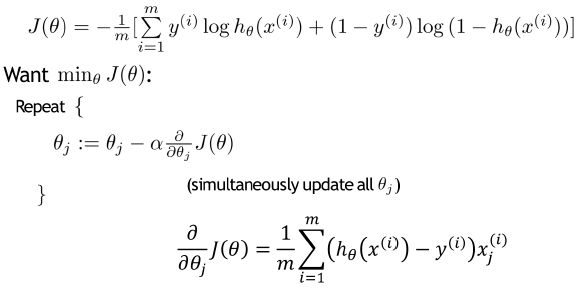 J(θ) = −1/m[∑_{i=1}^{m} y^{(i)} log h_θ(x^{(i)}) + (1 − y^{(i)}) log (1 − h_θ(x^{(i)}))]
Want min_θ J(θ):
Repeat {
θ_j := θ_j − α ∂/∂θ_j J(θ)
(simultaneously update all θ_j)
}
∂/∂θ_j J(θ) = 1/m ∑_{i=1}^{m} (h_θ(x^{(i)}) − y^{(i)})x_j^{(i)}